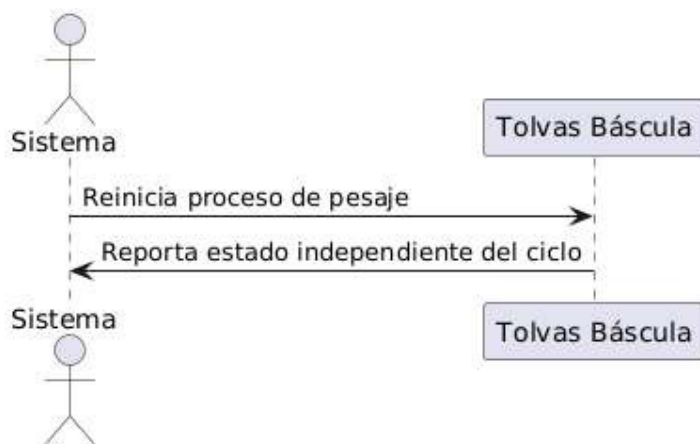 Sistema
Tolvas Báscula
Reinicia proceso de pesaje
Reporta estado independiente del ciclo
Sistema
Tolvas Báscula